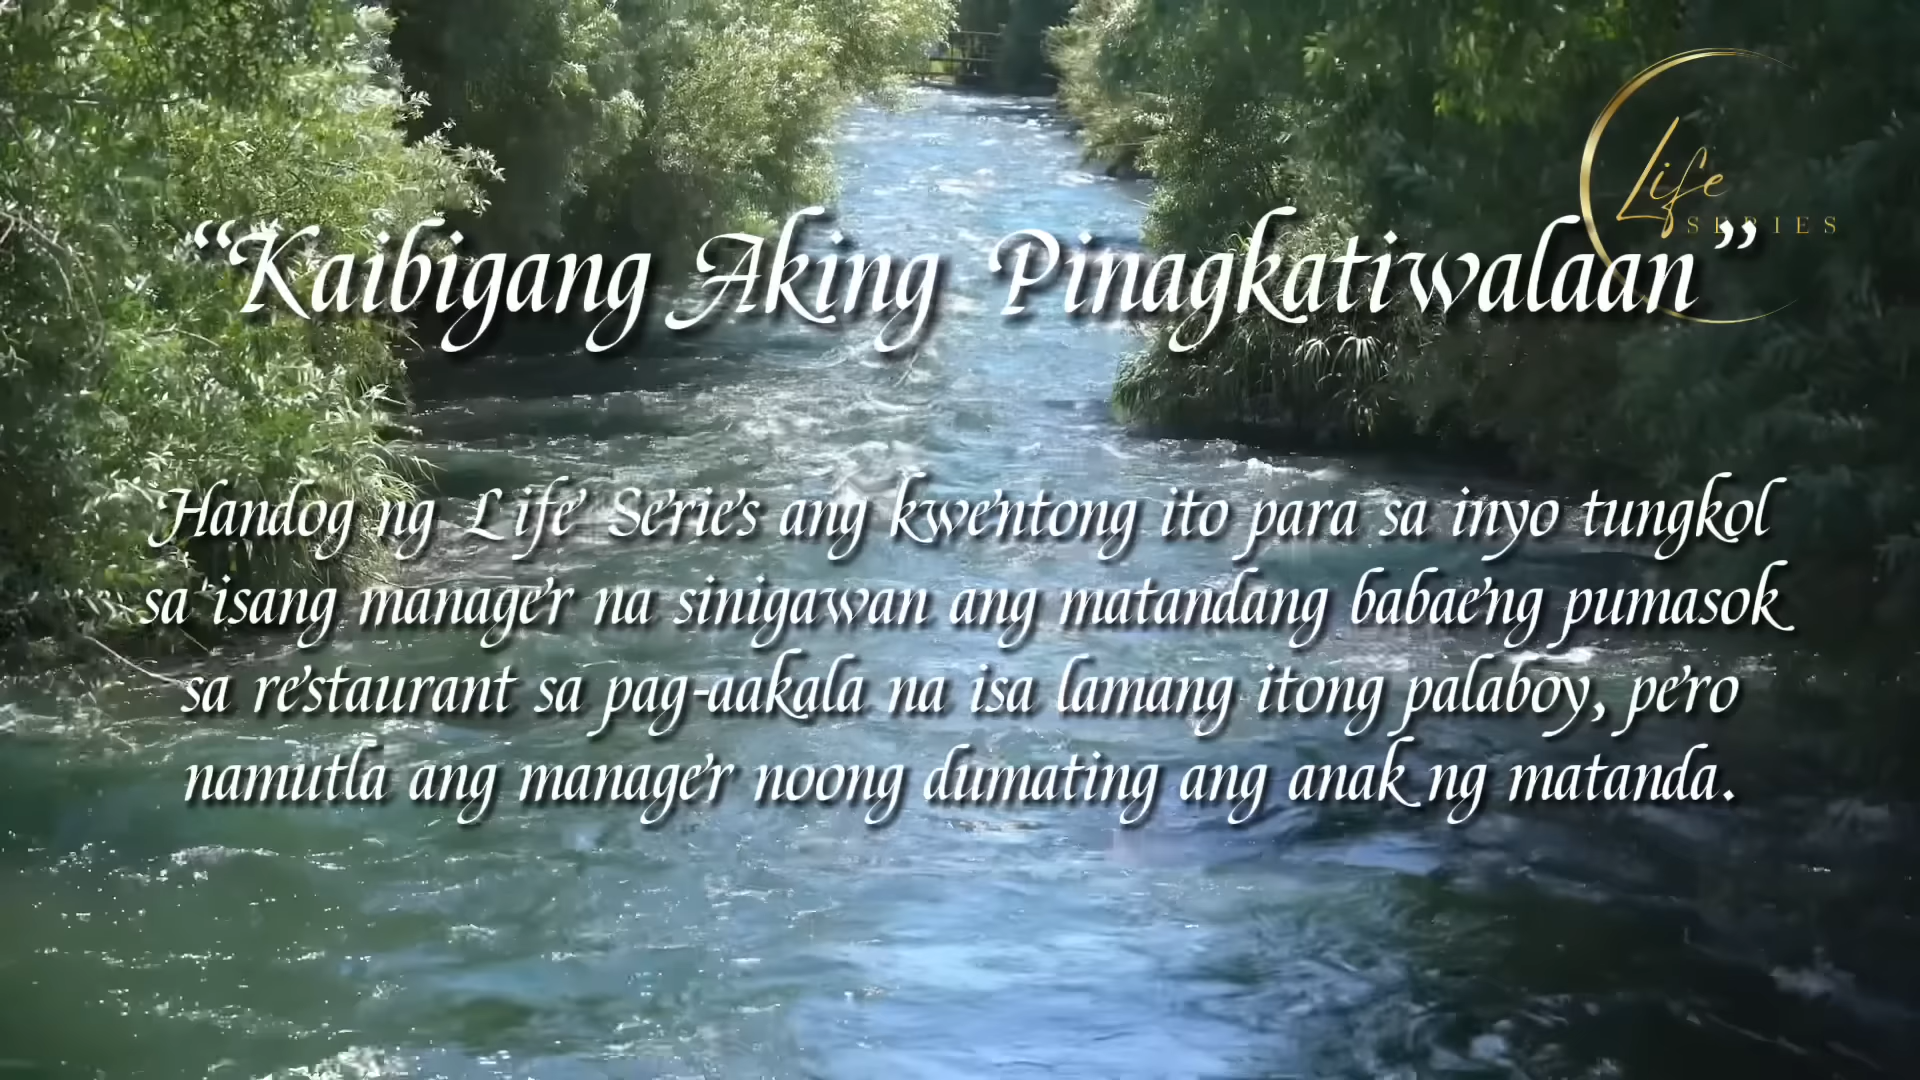 Life
SERIES
“Kaibigang Aking Pinagkatiwalaan”
Handog ng Life Series ang kwentong ito para sa inyo tungkol
sa isang manager na sinigawan ang matandang babaeng pumasok
sa restaurant sa pag-aakala na isa lamang itong palaboy, pero
namutla ang manager noong dumating ang anak ng matanda.